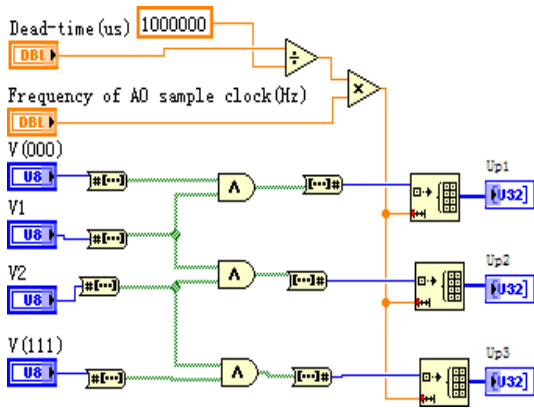 Dead-time(us) 1000000
DBL
÷
×
Frequency of AO sample clock(Hz)
DBL
V(000)
U8 #[···] ∧ [···]# Up1 [U32]
V1
U8 #[···]
V2
U8 #[···] ∧ [···]# Up2 [U32]
V(111)
U8 #[···] ∧ [···]# Up3 [U32]